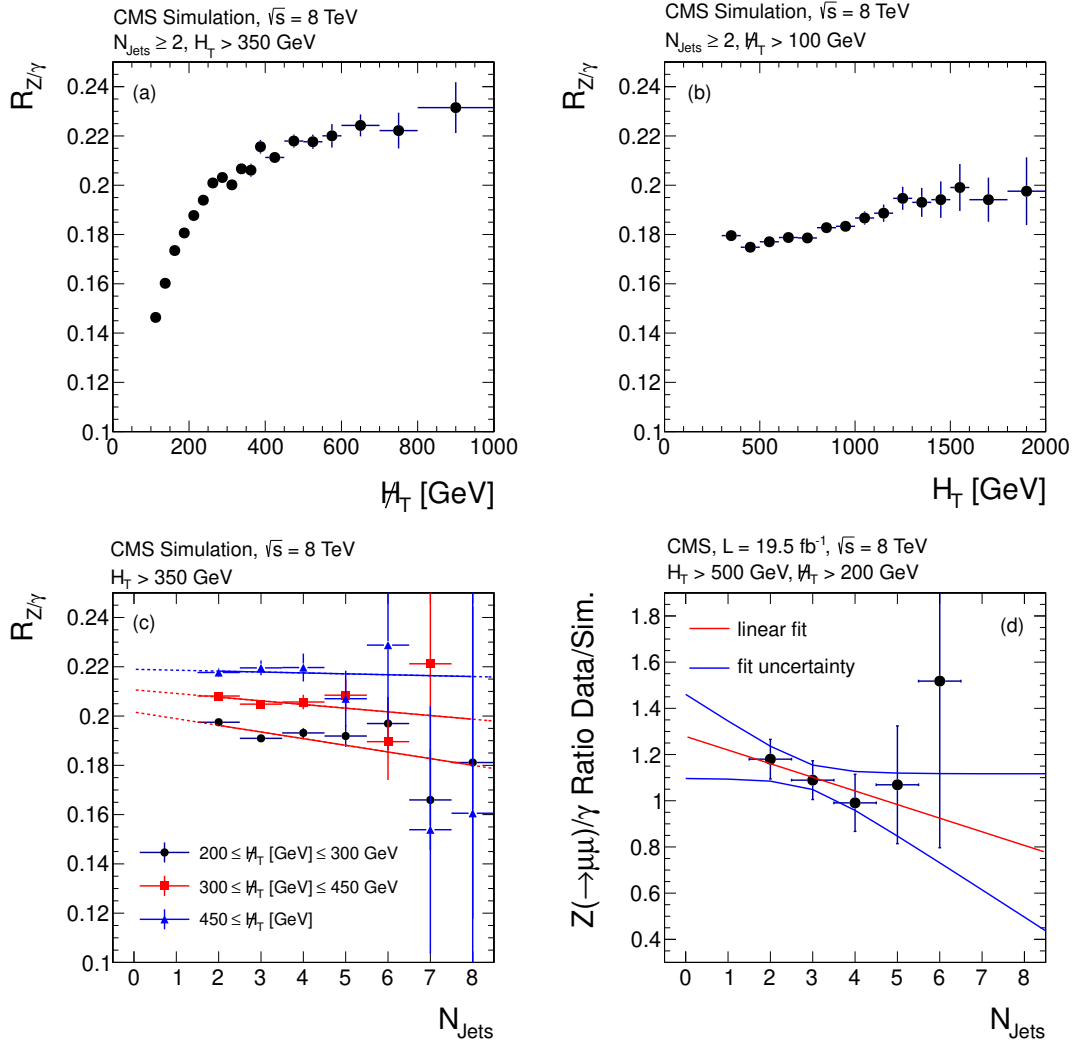 CMS Simulation, √s = 8 TeV
N_Jets ≥ 2, H_T > 350 GeV
R_Z/γ
(a)
0.24
0.22
0.2
0.18
0.16
0.14
0.12
0.1
0 200 400 600 800 1000
H̸_T [GeV]
CMS Simulation, √s = 8 TeV
N_Jets ≥ 2, H̸_T > 100 GeV
R_Z/γ
(b)
0.24
0.22
0.2
0.18
0.16
0.14
0.12
0.1
0 500 1000 1500 2000
H_T [GeV]
CMS Simulation, √s = 8 TeV
H_T > 350 GeV
R_Z/γ
(c)
0.24
0.22
0.2
0.18
0.16
0.14
0.12
0.1
200 ≤ H̸_T [GeV] ≤ 300 GeV
300 ≤ H̸_T [GeV] ≤ 450 GeV
450 ≤ H̸_T [GeV]
0 1 2 3 4 5 6 7 8
N_Jets
CMS, L = 19.5 fb⁻¹, √s = 8 TeV
H_T > 500 GeV, H̸_T > 200 GeV
Z(→μμ)/γ Ratio Data/Sim.
(d)
linear fit
fit uncertainty
1.8
1.6
1.4
1.2
1
0.8
0.6
0.4
0 1 2 3 4 5 6 7 8
N_Jets